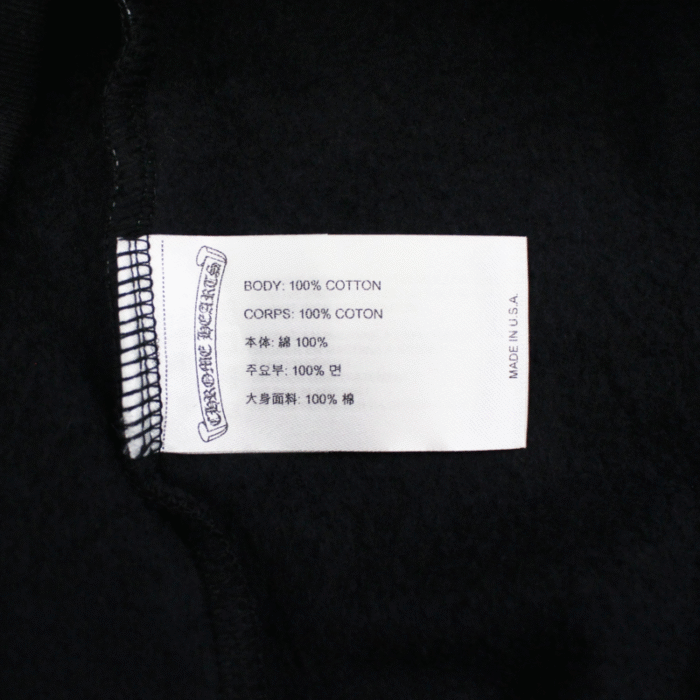 CHROME HEARTS
BODY: 100% COTTON
CORPS: 100% COTON
本体: 綿 100%
주요부: 100% 면
大身面料: 100% 棉
MADE IN U.S.A.